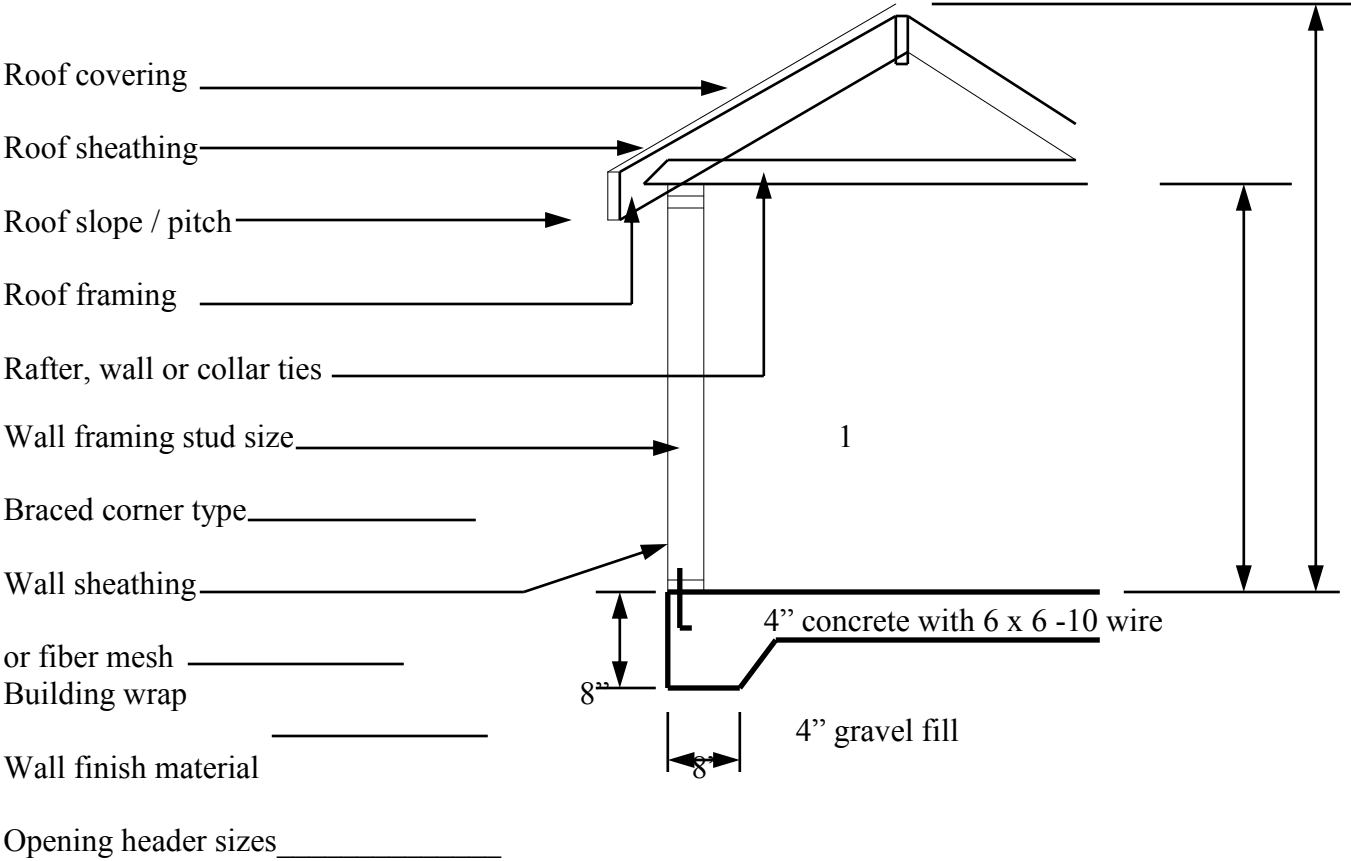 Roof covering
Roof sheathing
Roof slope / pitch
Roof framing
Rafter, wall or collar ties
Wall framing stud size
1
Braced corner type
Wall sheathing
4” concrete with 6 x 6 -10 wire
or fiber mesh
Building wrap
8”
4” gravel fill
8”
Wall finish material
Opening header sizes